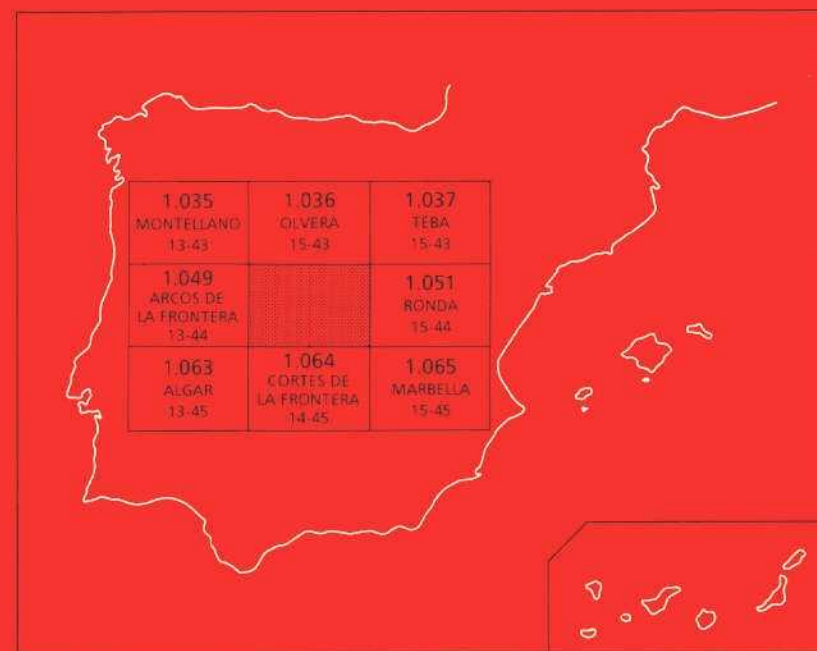 1.035
MONTELLANO
13-43
1.036
OLVERA
15-43
1.037
TEBA
15-43
1.049
ARCOS DE
LA FRONTERA
13-44
1.051
RONDA
15-44
1.063
ALGAR
13-45
1.064
CORTES DE
LA FRONTERA
14-45
1.065
MARBELLA
15-45